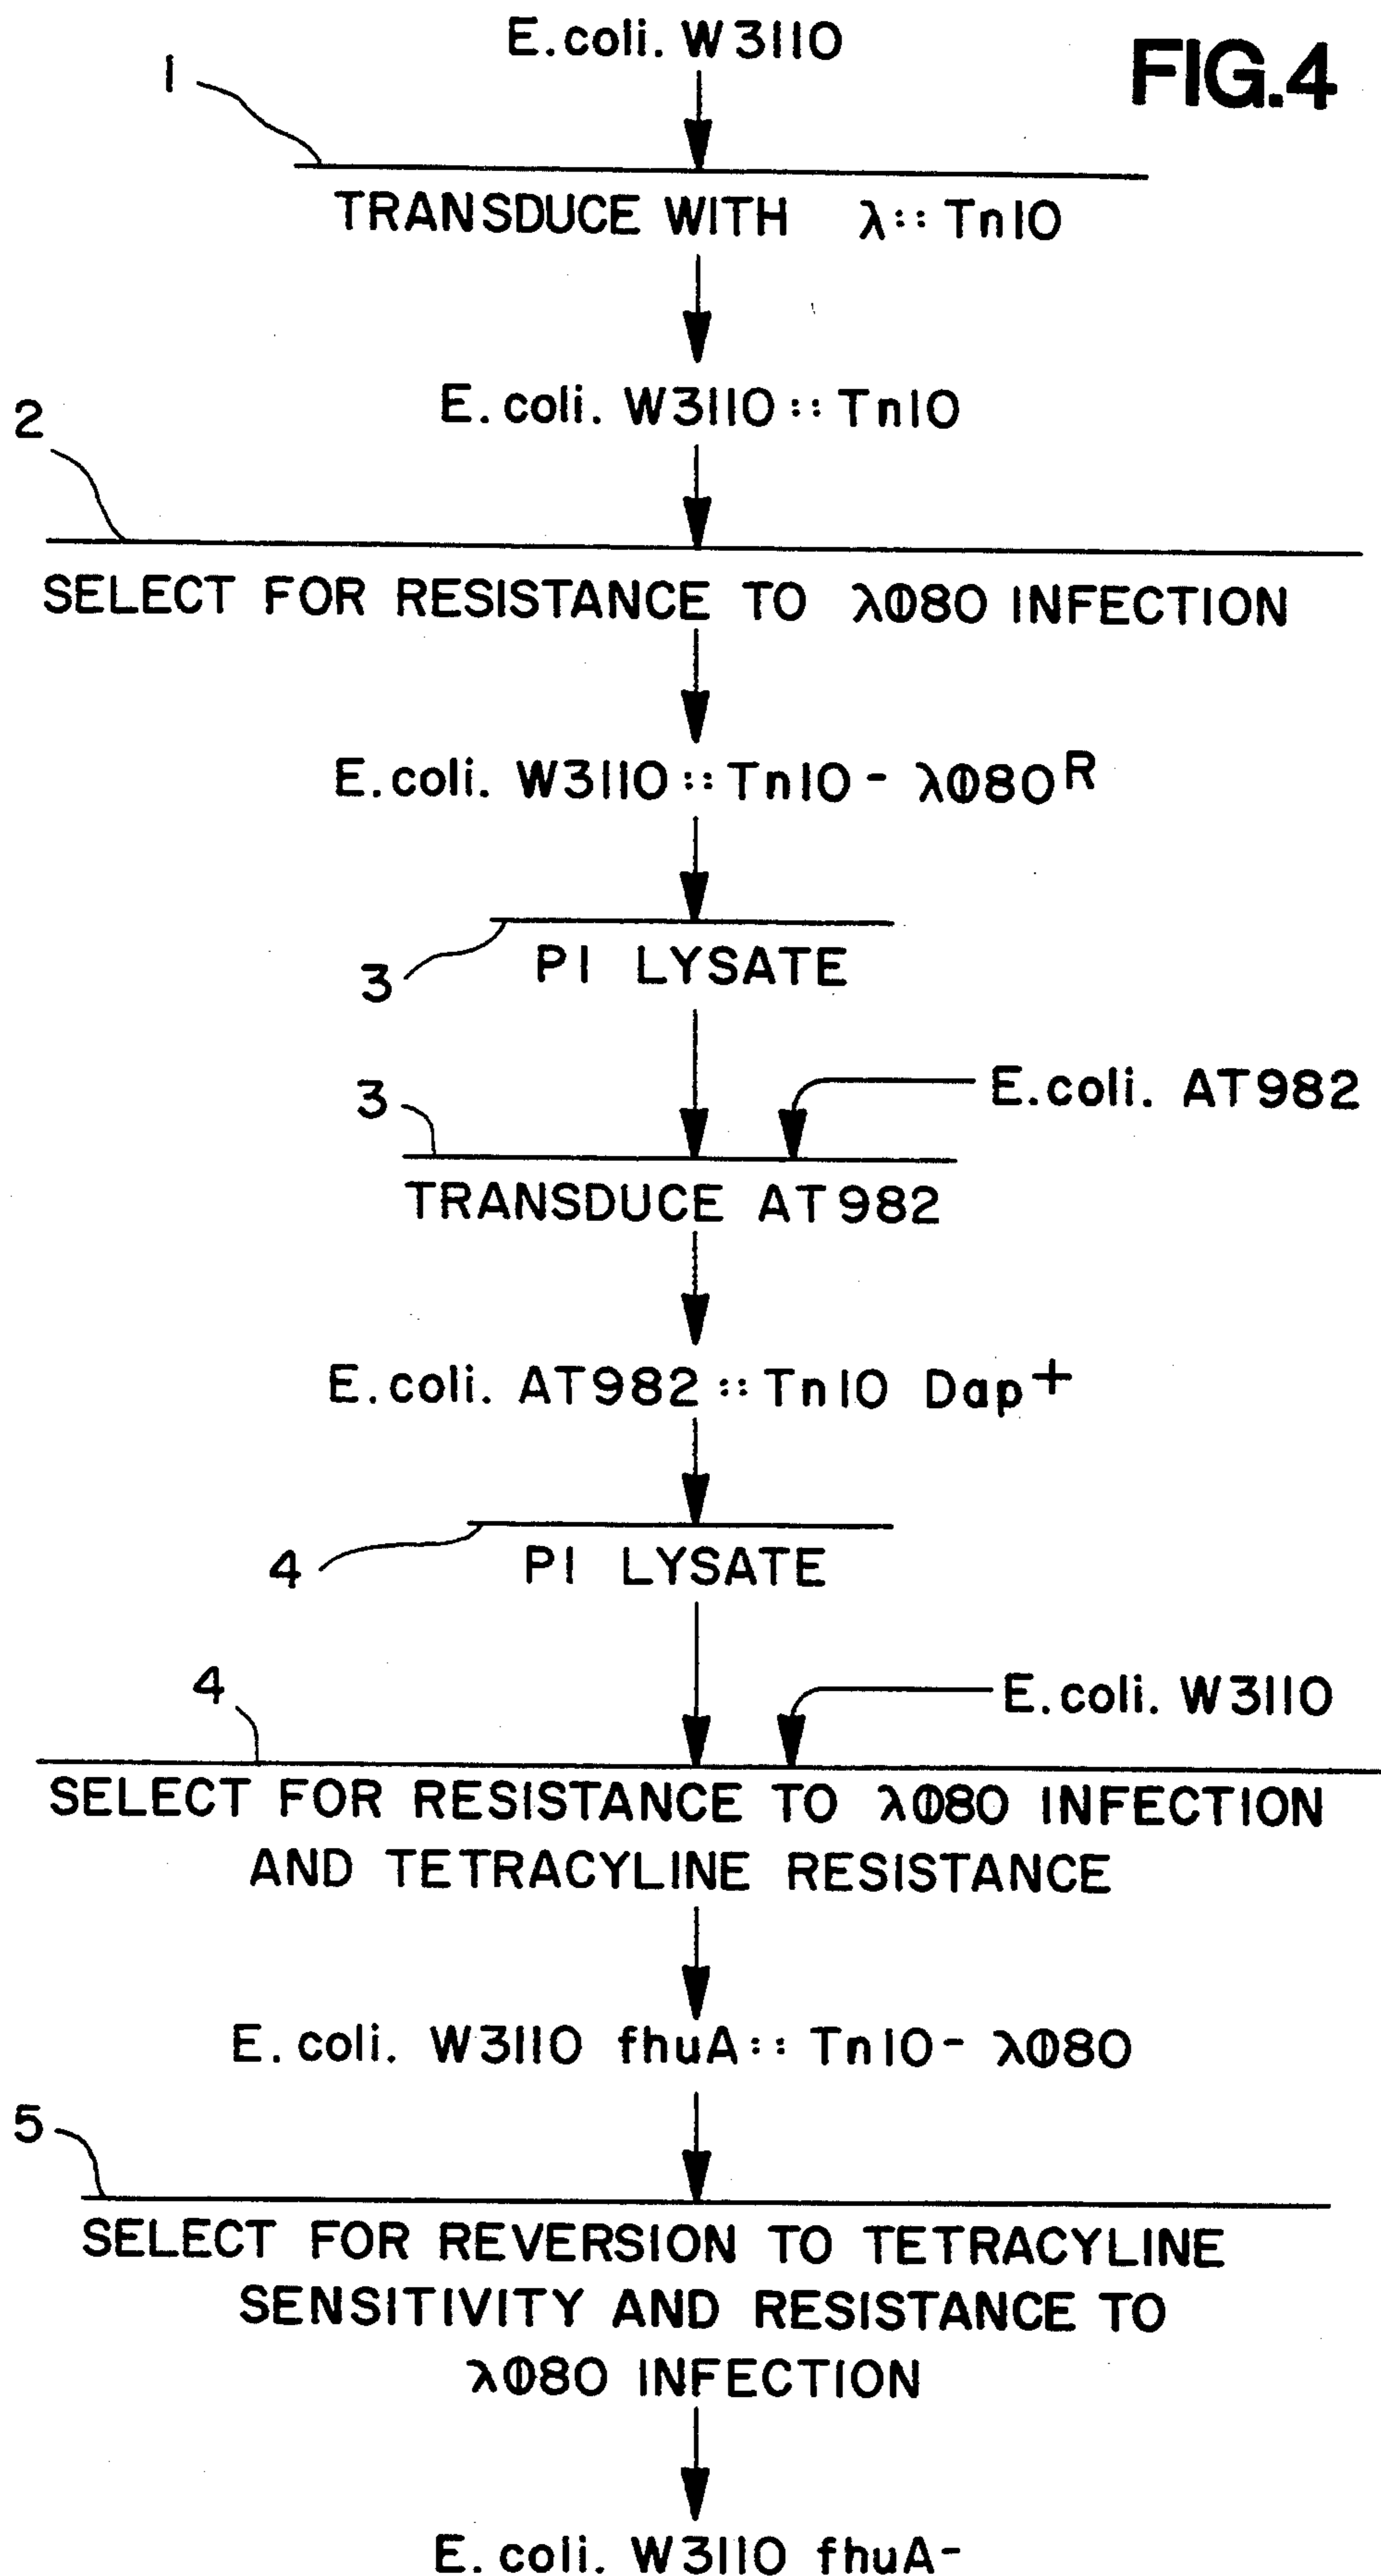 E.coli. W3110
FIG.4
1
TRANSDUCE WITH λ::Tn10
E.coli. W3110::Tn10
2
SELECT FOR RESISTANCE TO λΦ80 INFECTION
E.coli. W3110::Tn10- λΦ80R
3
P1 LYSATE
3
E.coli. AT982
TRANSDUCE AT982
E.coli. AT982::Tn10 Dap+
4
P1 LYSATE
4
E.coli. W3110
SELECT FOR RESISTANCE TO λΦ80 INFECTION
AND TETRACYLINE RESISTANCE
E.coli. W3110 fhuA::Tn10- λΦ80
5
SELECT FOR REVERSION TO TETRACYLINE
SENSITIVITY AND RESISTANCE TO
λΦ80 INFECTION
E.coli. W3110 fhuA-